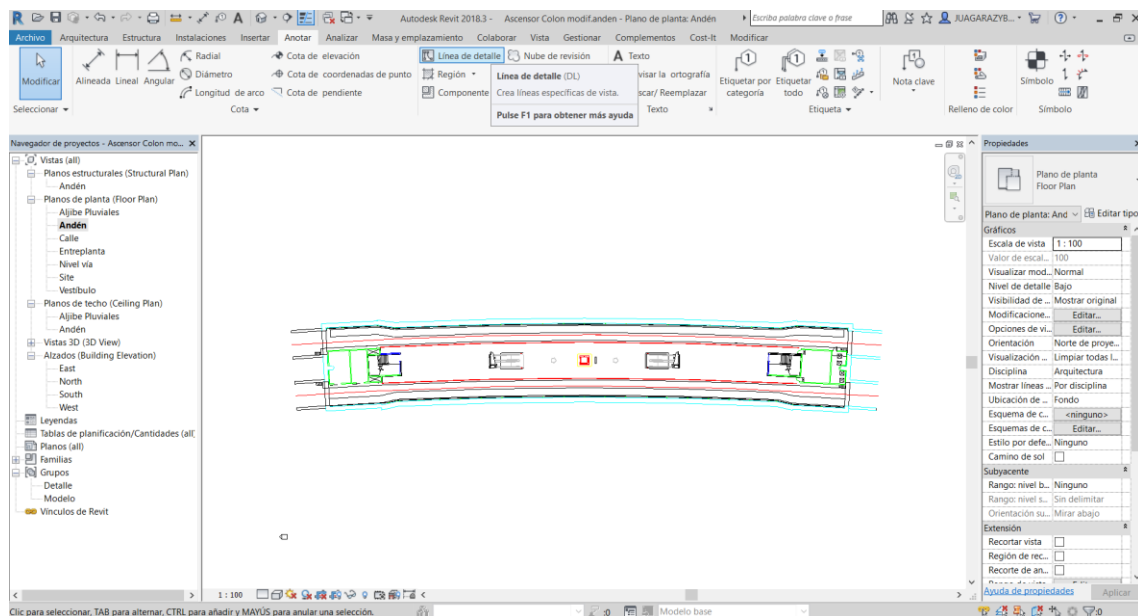 Autodesk Revit 2018.3 - Ascensor Colon modif.anden - Plano de planta: Andén
Escriba palabra clave o frase
JUAGARAZYB...
Archivo Arquitectura Estructura Instalaciones Insertar Anotar Analizar Masa y emplazamiento Colaborar Vista Gestionar Complementos Cost-It Modificar
Modificar
Alineada Lineal Angular
Radial
Diámetro
Longitud de arco
Cota de elevación
Cota de coordenadas de punto
Cota de pendiente
Línea de detalle
Nube de revisión
Región
Componente
Línea de detalle (DL)
Crea líneas específicas de vista.
Pulse F1 para obtener más ayuda
Texto
visar la ortografía
scar/ Reemplazar
Etiquetar por categoría
Etiquetar todo
Nota clave
Símbolo
Seleccionar
Cota
Texto
Etiqueta
Relleno de color
Símbolo
Navegador de proyectos - Ascensor Colon mo...
Vistas (all)
Planos estructurales (Structural Plan)
Andén
Planos de planta (Floor Plan)
Aljibe Pluviales
Andén
Calle
Entreplanta
Nivel vía
Site
Vestíbulo
Planos de techo (Ceiling Plan)
Aljibe Pluviales
Andén
Vistas 3D (3D View)
Alzados (Building Elevation)
East
North
South
West
Leyendas
Tablas de planificación/Cantidades (all
Planos (all)
Familias
Grupos
Detalle
Modelo
Vínculos de Revit
Propiedades
Plano de planta
Floor Plan
Plano de planta: And
Editar tipo
Gráficos
Escala de vista 1 : 100
Valor de escal... 100
Visualizar mod... Normal
Nivel de detalle Bajo
Visibilidad de ... Mostrar original
Modificacione... Editar...
Opciones de vi... Editar...
Orientación Norte de proye...
Visualización ... Limpiar todas l...
Disciplina Arquitectura
Mostrar líneas ... Por disciplina
Ubicación de ... Fondo
Esquema de c... <ninguno>
Esquemas de c... Editar...
Estilo por defe... Ninguno
Camino de sol
Subyacente
Rango: nivel b... Ninguno
Rango: nivel s... Sin delimitar
Orientación su... Mirar abajo
Extensión
Recortar vista
Región de rec...
Recorte de an...
Ayuda de propiedades
Aplicar
1 : 100
Clic para seleccionar, TAB para alternar, CTRL para añadir y MAYÚS para anular una selección.
:0
Modelo base
:0